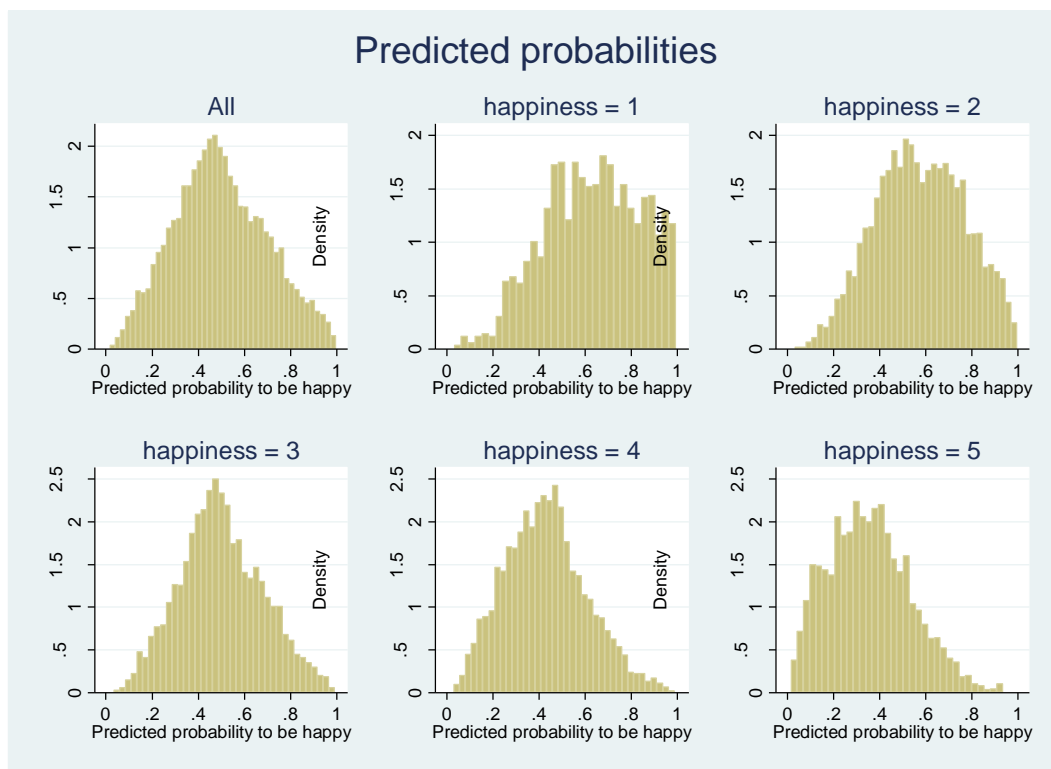 Predicted probabilities
All
happiness = 1
happiness = 2
2
1.5
1
.5
0
Density
0 .2 .4 .6 .8 1
Predicted probability to be happy
2
1.5
1
.5
0
Density
0 .2 .4 .6 .8 1
Predicted probability to be happy
2
1.5
1
.5
0
0 .2 .4 .6 .8 1
Predicted probability to be happy
happiness = 3
happiness = 4
happiness = 5
2.5
2
1.5
1
.5
0
Density
0 .2 .4 .6 .8 1
Predicted probability to be happy
2.5
2
1.5
1
.5
0
Density
0 .2 .4 .6 .8 1
Predicted probability to be happy
2.5
2
1.5
1
.5
0
0 .2 .4 .6 .8 1
Predicted probability to be happy